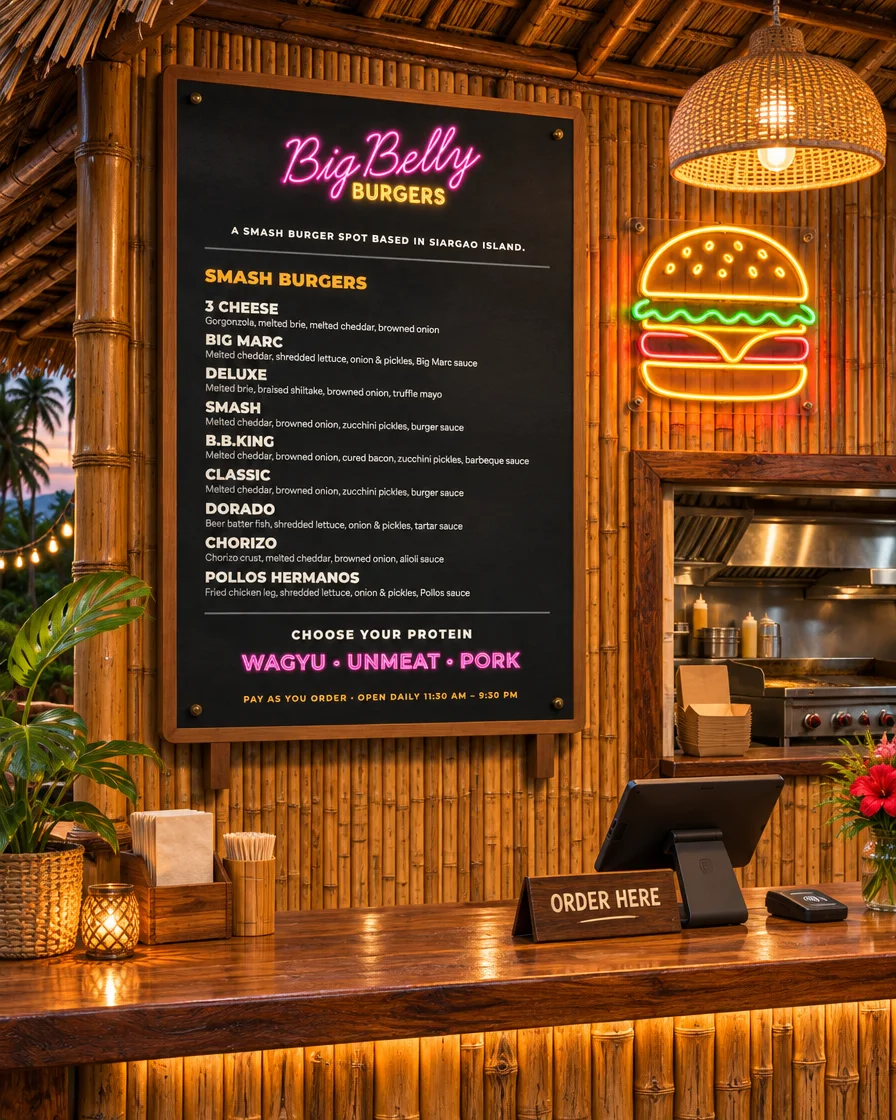 Big Belly
BURGERS
A SMASH BURGER SPOT BASED IN SIARGAO ISLAND.
SMASH BURGERS
3 CHEESE
Gorgonzola, melted brie, melted cheddar, browned onion
BIG MARC
Melted cheddar, shredded lettuce, onion & pickles, Big Marc sauce
DELUXE
Melted brie, braised shiitake, browned onion, truffle mayo
SMASH
Melted cheddar, browned onion, zucchini pickles, burger sauce
B.B.KING
Melted cheddar, browned onion, cured bacon, zucchini pickles, barbeque sauce
CLASSIC
Melted cheddar, browned onion, zucchini pickles, burger sauce
DORADO
Beer batter fish, shredded lettuce, onion & pickles, tartar sauce
CHORIZO
Chorizo crust, melted cheddar, browned onion, alioli sauce
POLLOS HERMANOS
Fried chicken leg, shredded lettuce, onion & pickles, Pollos sauce
CHOOSE YOUR PROTEIN
WAGYU • UNMEAT • PORK
PAY AS YOU ORDER • OPEN DAILY 11:30 AM – 9:30 PM
ORDER HERE